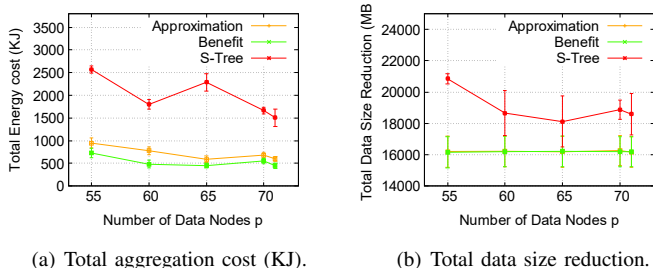 Total Energy cost (KJ)
3500
3000
2500
2000
1500
1000
500
0
Approximation
Benefit
S-Tree
55 60 65 70
Number of Data Nodes p
(a) Total aggregation cost (KJ).
Total Data Size Reduction (MB
24000
22000
20000
18000
16000
14000
Approximation
Benefit
S-Tree
55 60 65 70
Number of Data Nodes p
(b) Total data size reduction.